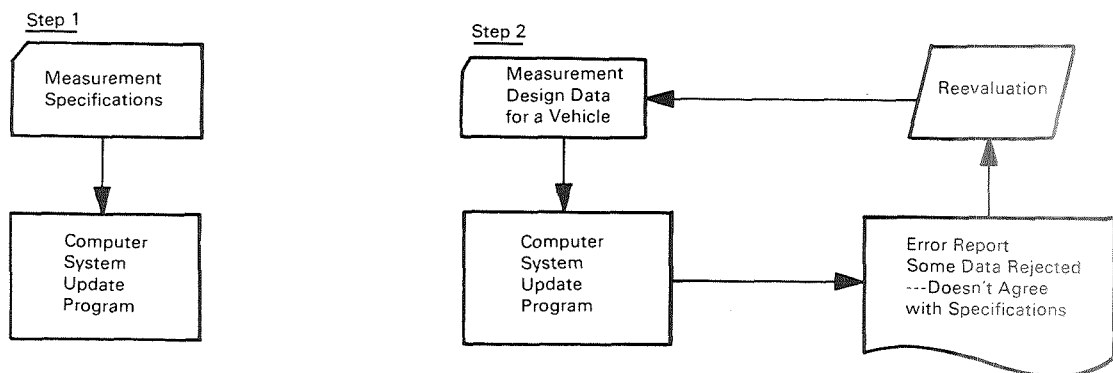 Step 1
Measurement
Specifications
Computer
System
Update
Program
Step 2
Measurement
Design Data
for a Vehicle
Reevaluation
Computer
System
Update
Program
Error Report
Some Data Rejected
---Doesn't Agree
with Specifications